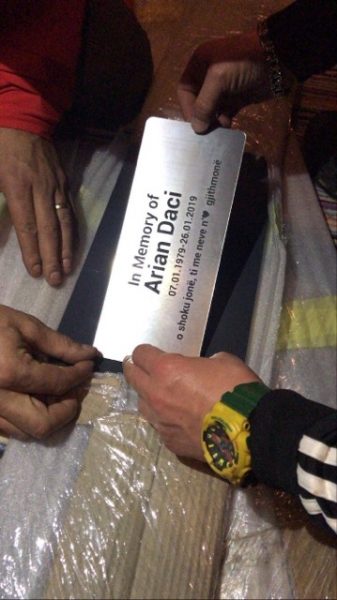 In Memory of
Arian Daci
07.01.1979-26.01.2019
o shoku jonë, ti me neve n'♥ gjithmonë